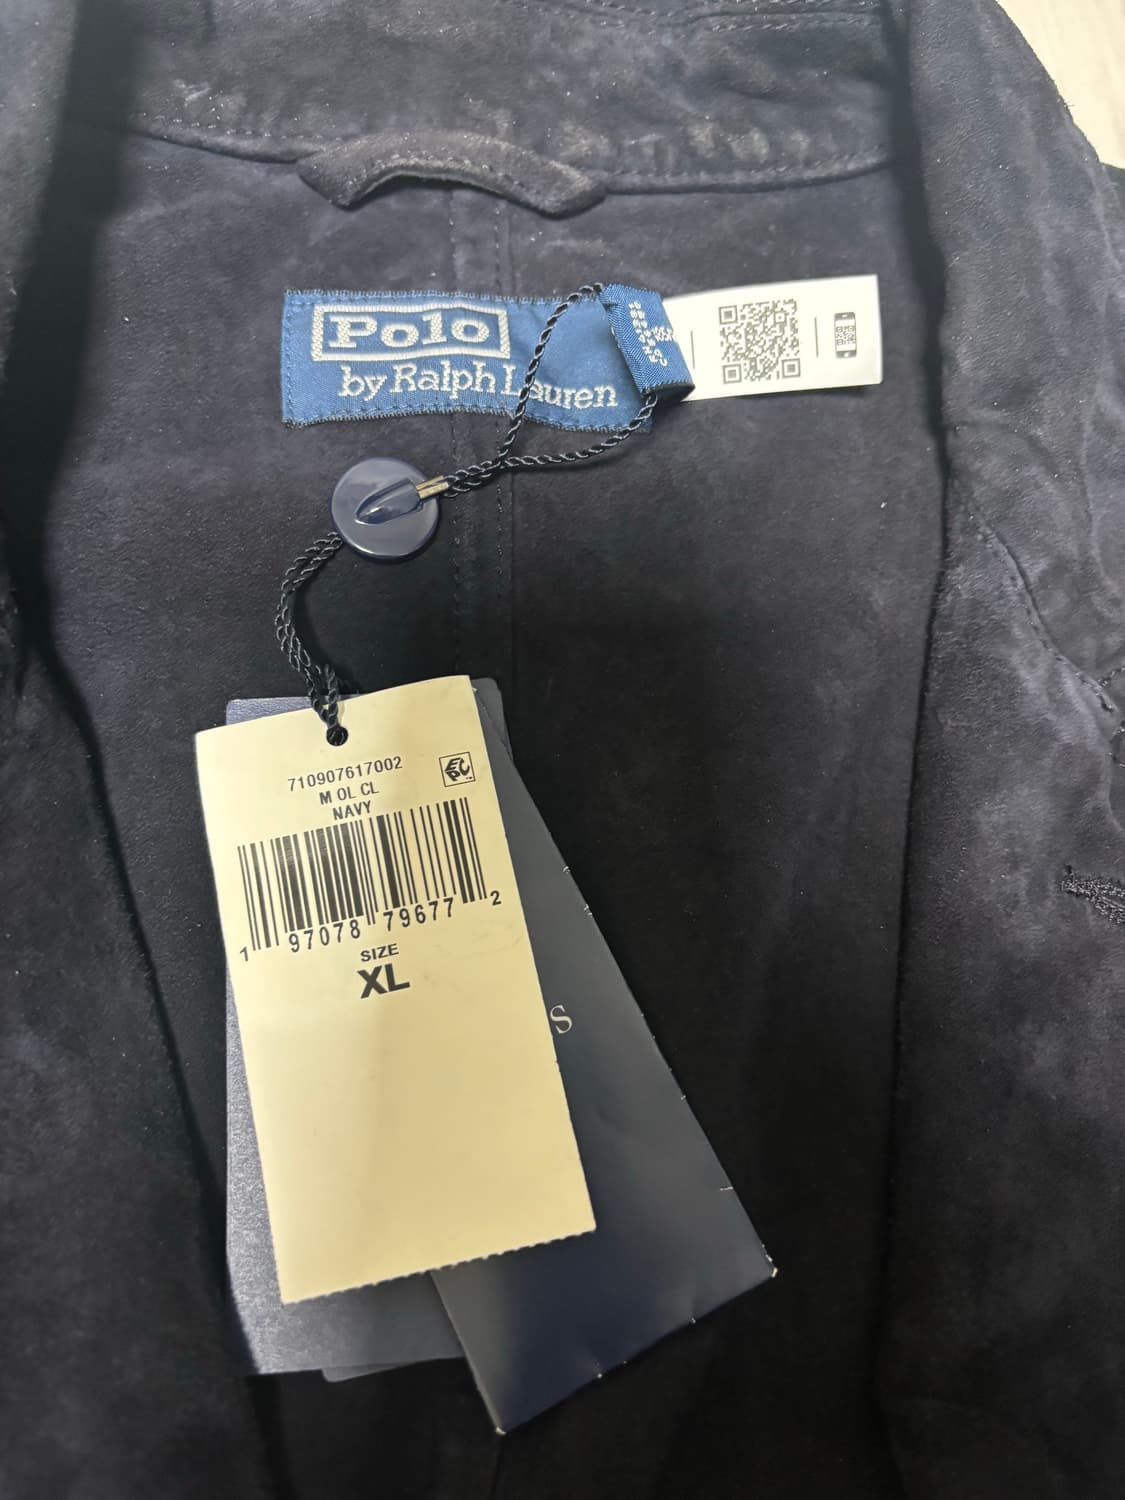 Polo
by Ralph Lauren
710907617002
M OL CL
NAVY
1 97078 79677 2
SIZE
XL
S